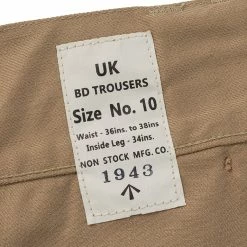 UK
BD TROUSERS
Size No. 10
Waist - 36ins. to 38ins
Inside Leg - 34ins.
NON STOCK MFG. CO.
1943